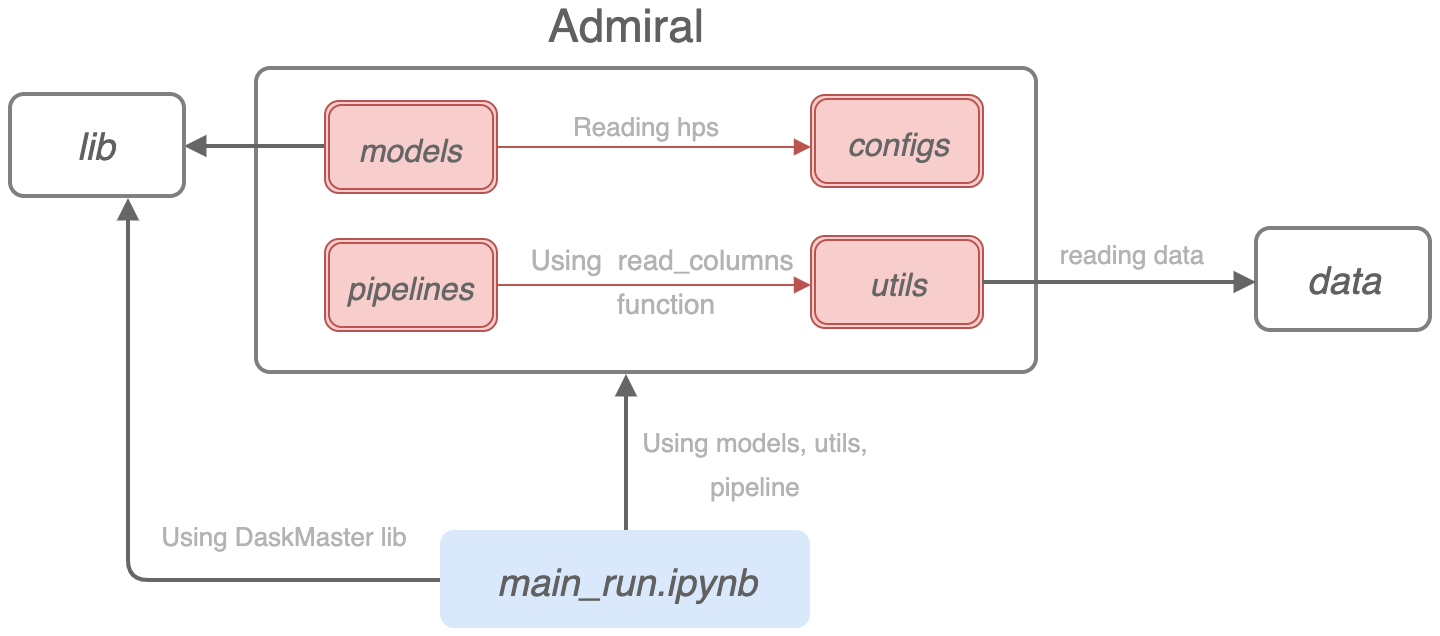 Admiral
lib
models
Reading hps
configs
pipelines
Using read_columns
function
utils
reading data
data
Using models, utils,
pipeline
Using DaskMaster lib
main_run.ipynb